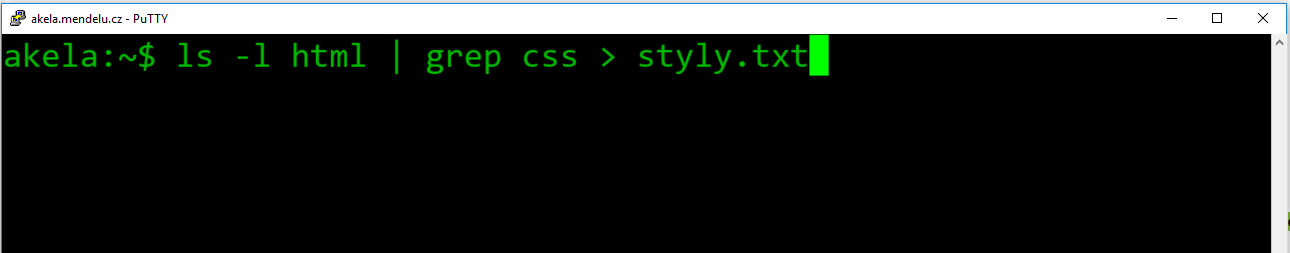 akela.mendelu.cz - PuTTY
akela:~$ ls -l html | grep css > styly.txt